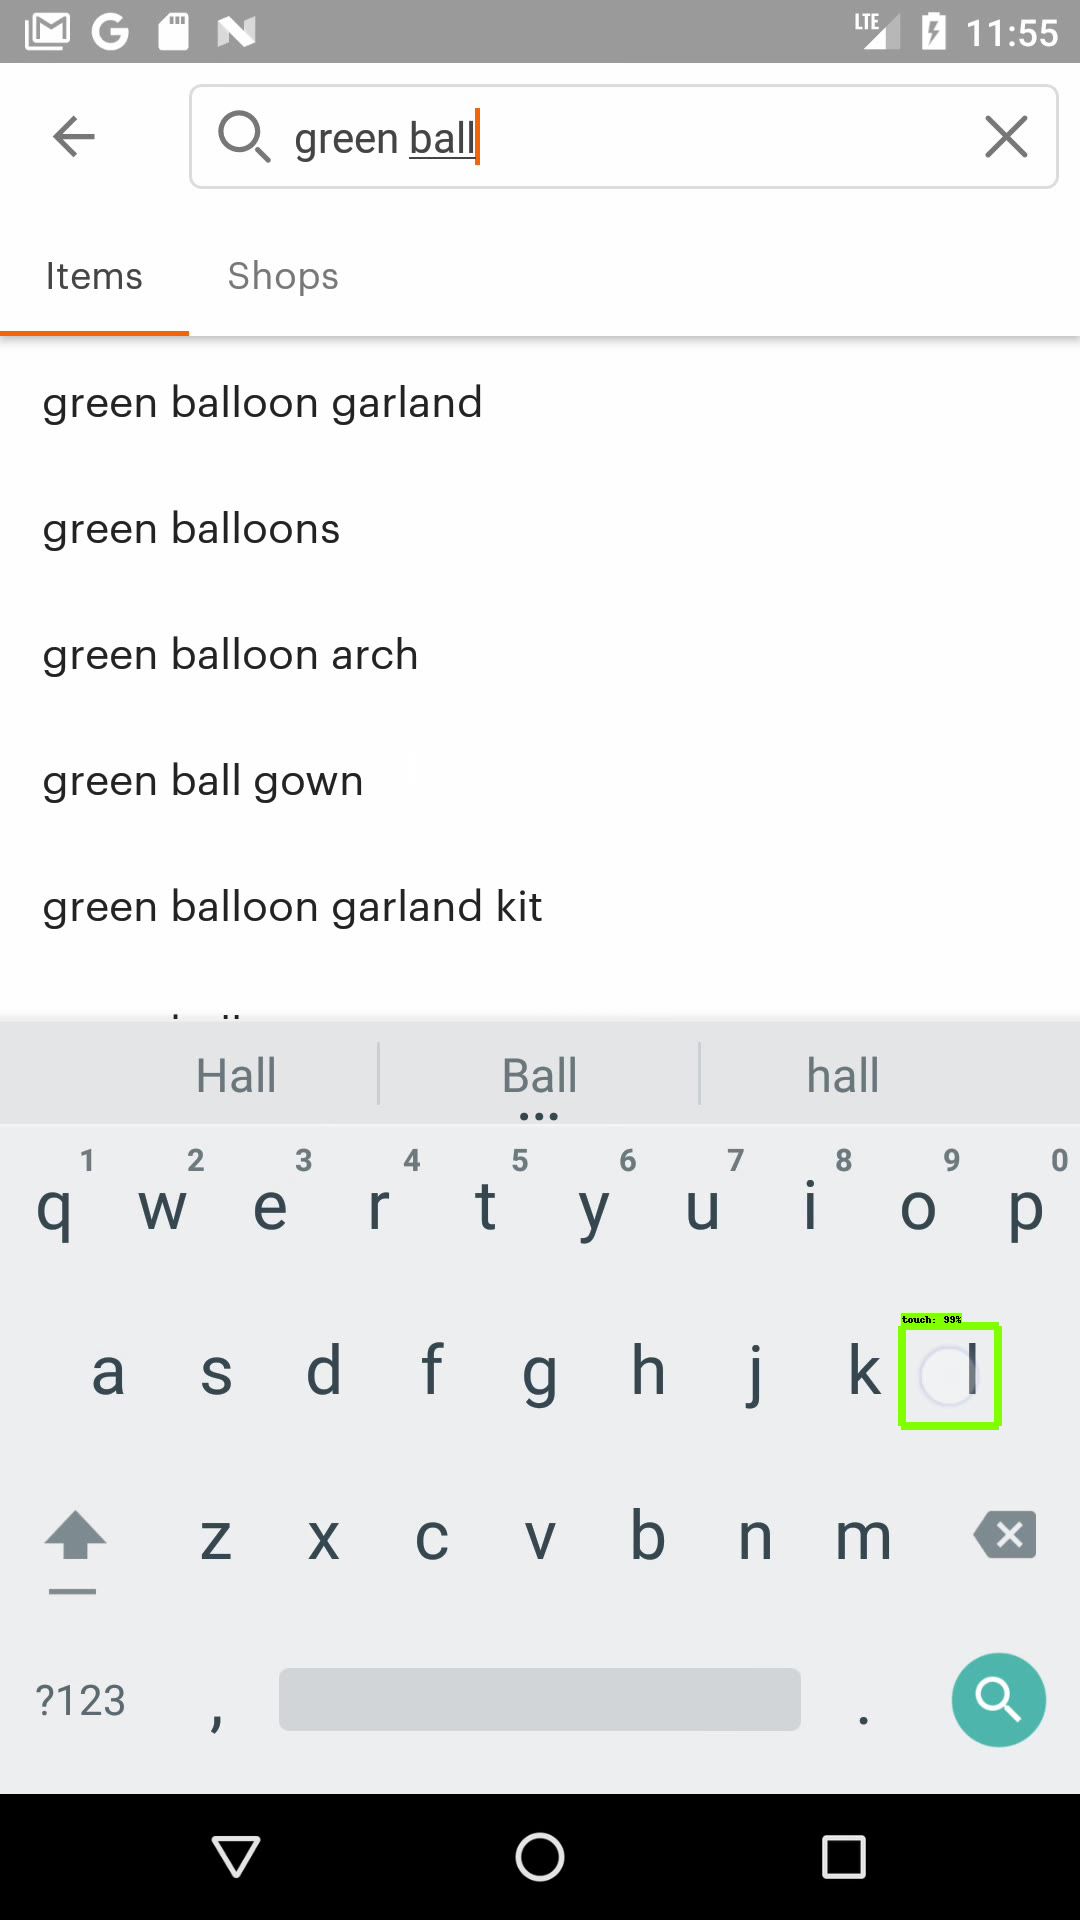 LTE 11:55
green ball
Items Shops
green balloon garland
green balloons
green balloon arch
green ball gown
green balloon garland kit
Hall Ball hall
1 2 3 4 5 6 7 8 9 0
q w e r t y u i o p
touch: 99%
a s d f g h j k l
z x c v b n m
?123 , .